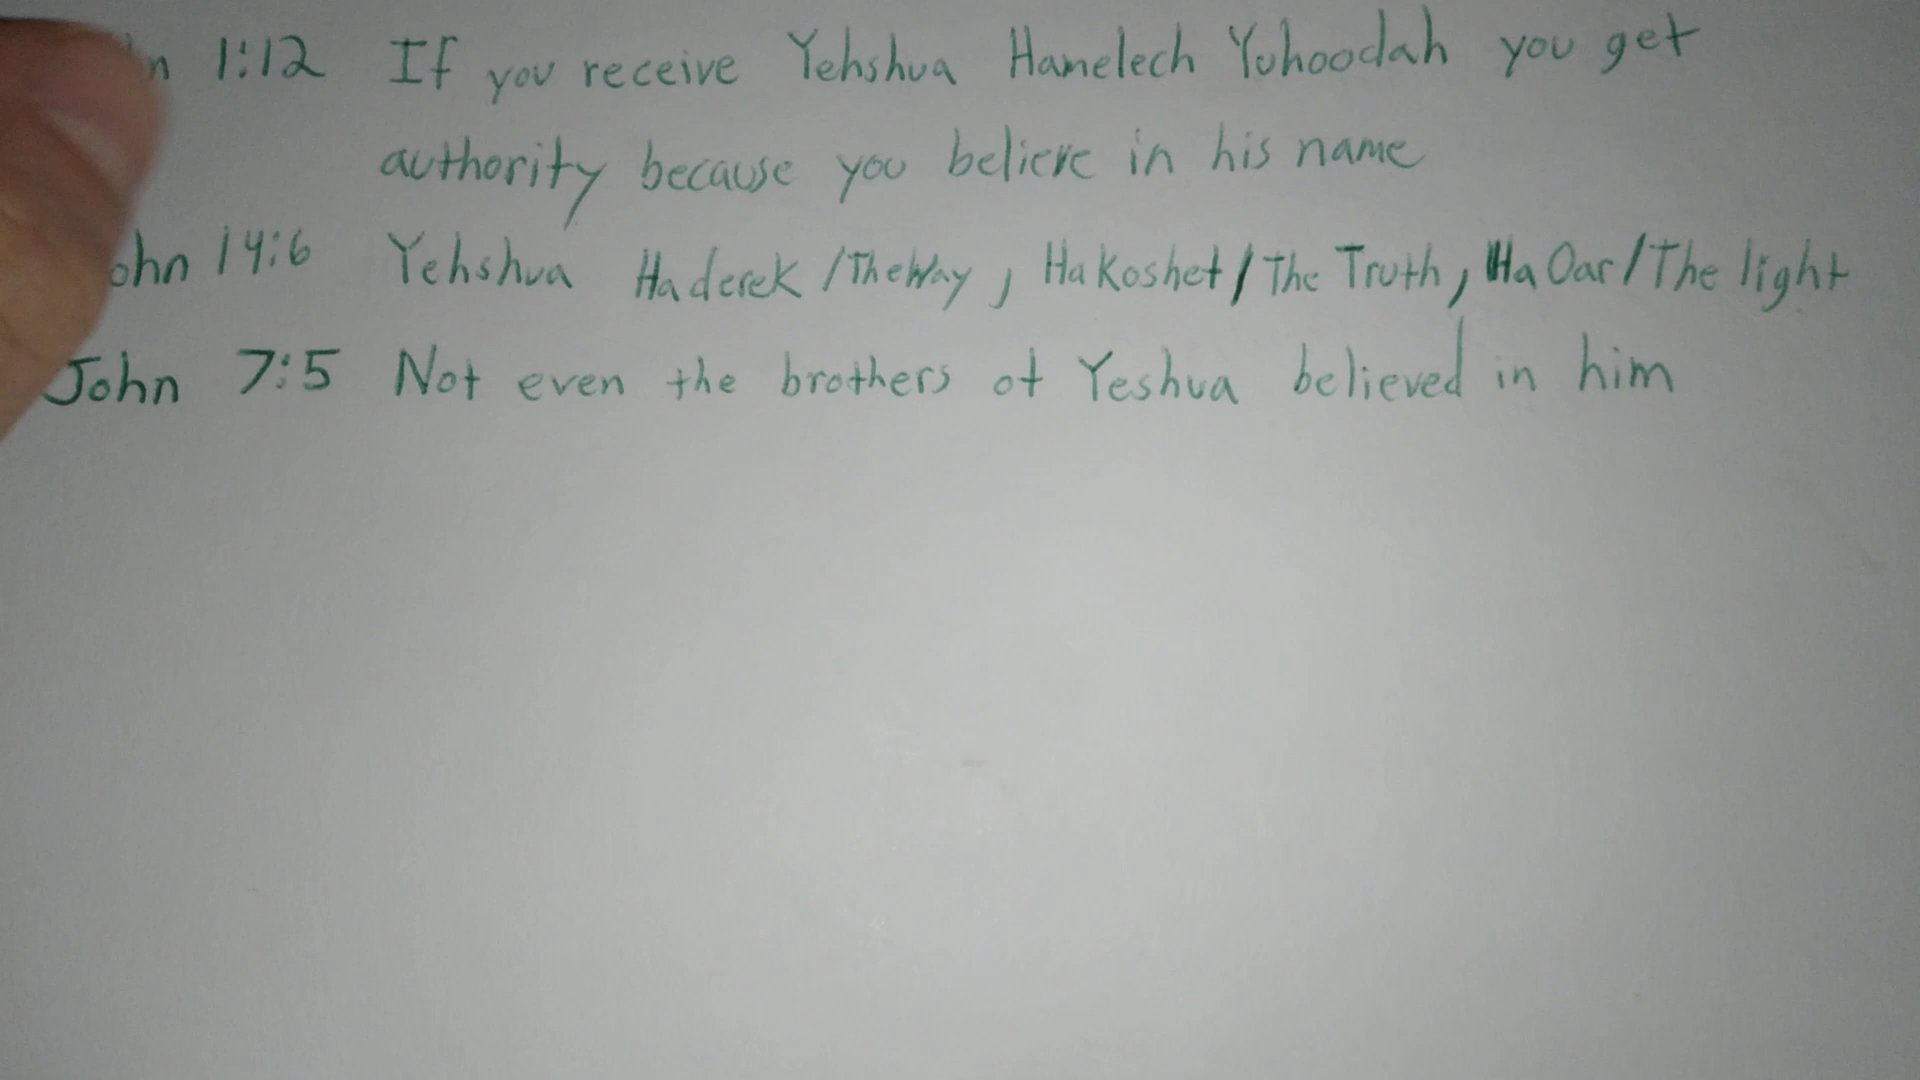 n 1:12 If you receive Yehshua Hamelech Yuhoodah you get
authority because you believe in his name
ohn 14:6 Yehshua Haderek / The Way, Ha Koshet / The Truth, Ha Oar / The light
John 7:5 Not even the brothers of Yeshua believed in him